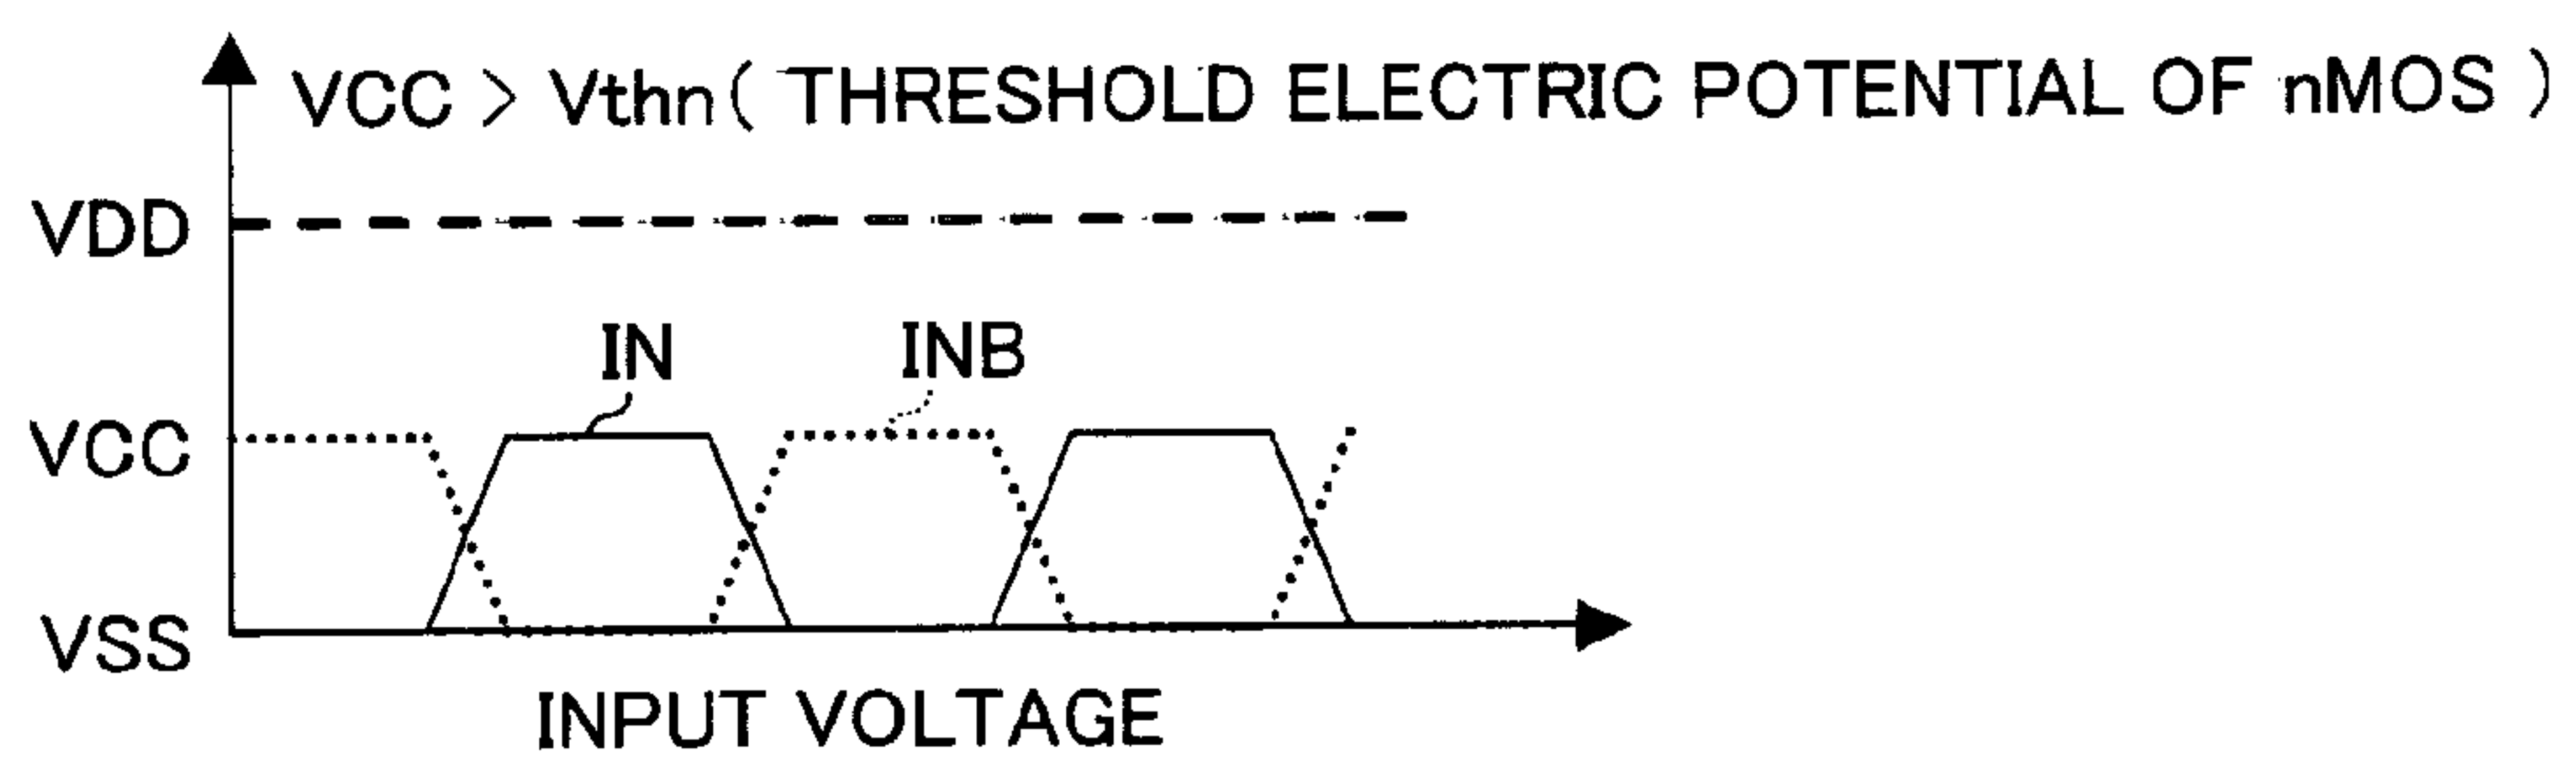 VCC > Vthn( THRESHOLD ELECTRIC POTENTIAL OF nMOS )
VDD
IN
INB
VCC
VSS
INPUT VOLTAGE